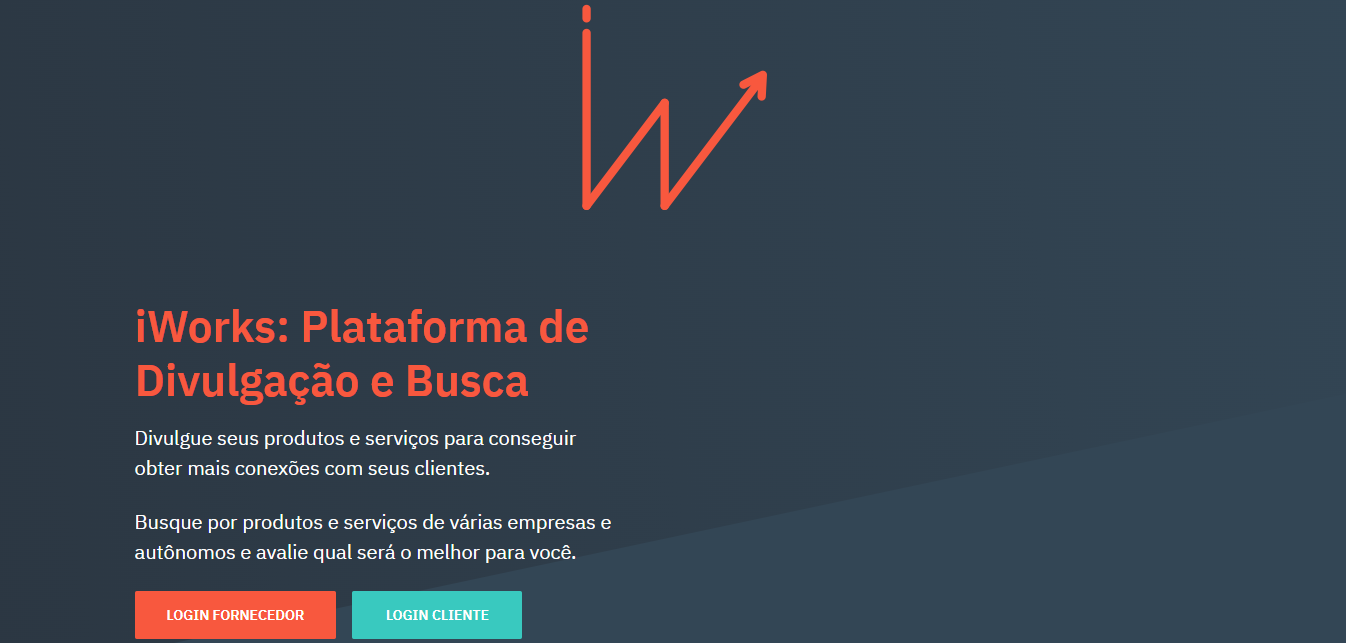 iW
iWorks: Plataforma de
Divulgação e Busca
Divulgue seus produtos e serviços para conseguir
obter mais conexões com seus clientes.
Busque por produtos e serviços de várias empresas e
autônomos e avalie qual será o melhor para você.
LOGIN FORNECEDOR
LOGIN CLIENTE